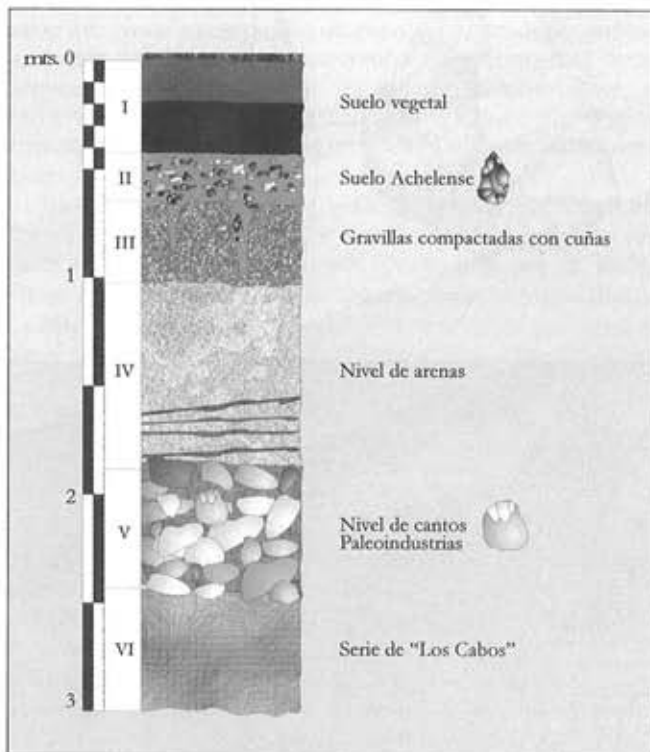 mts. 0
I
Suelo vegetal
II
Suelo Achelense
III
Gravillas compactadas con cuñas
1
IV
Nivel de arenas
2
V
Nivel de cantos
Paleoindustrias
VI
Serie de “Los Cabos”
3